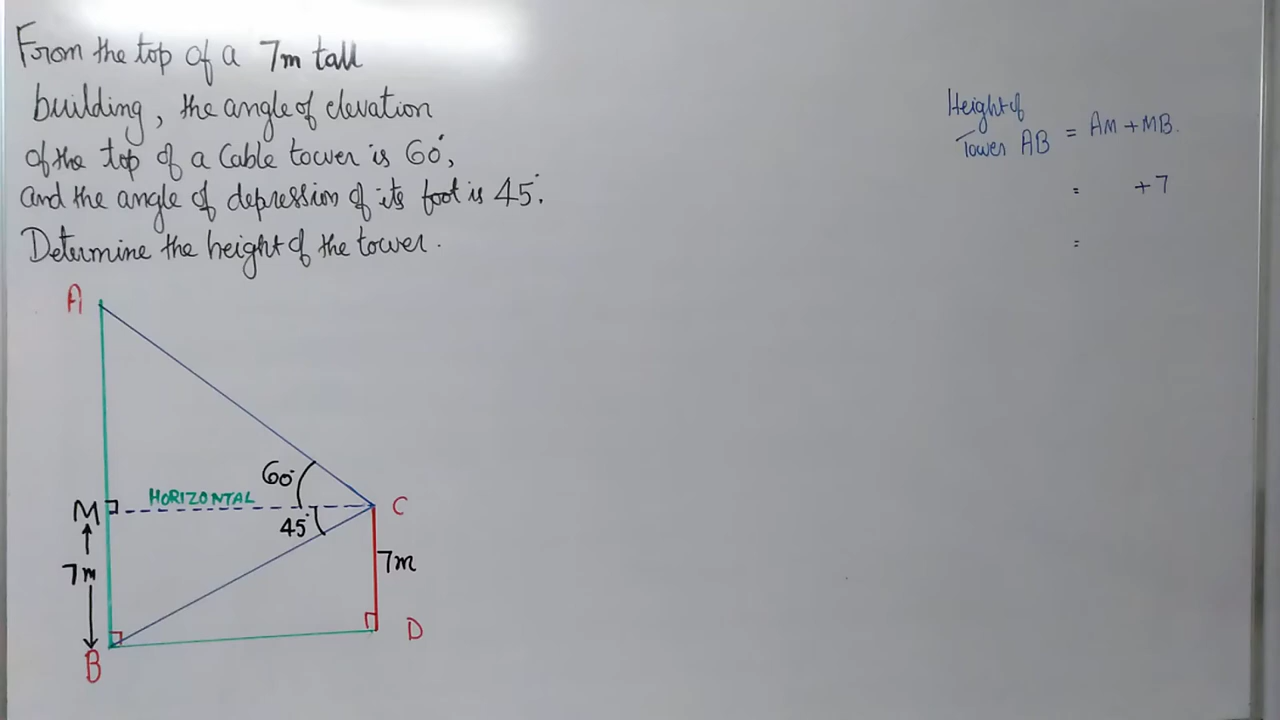 From the top of a 7m tall
building, the angle of elevation
of the top of a Cable tower is 60°,
and the angle of depression of its foot is 45°.
Determine the height of the tower.
Height of
Tower AB = AM + MB.
= + 7
=
A
60°
M
HORIZONTAL
C
45°
7m
7m
D
B